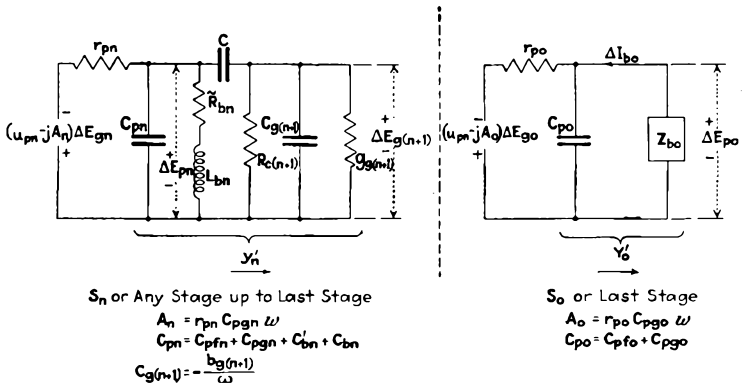 r_pn
C
(u_pn-jA_n)ΔE_gn
− +
C_pn
+ ΔE_pn −
R̃_bn
L_bn
R_c(n+1)
C_g(n+1)
g_g(n+1)
+ ΔE_g(n+1) −
y'_n
S_n or Any Stage up to Last Stage
A_n = r_pn C_pgn ω
C_pn = C_pfn + C_pgn + C'_bn + C_bn
C_g(n+1) = - b_g(n+1)/ω
r_po
ΔI_bo
(u_pn-jA_o)ΔE_go
− +
C_po
Z_bo
+ ΔE_po −
Y'_o
S_o or Last Stage
A_o = r_po C_pgo ω
C_po = C_pfo + C_pgo